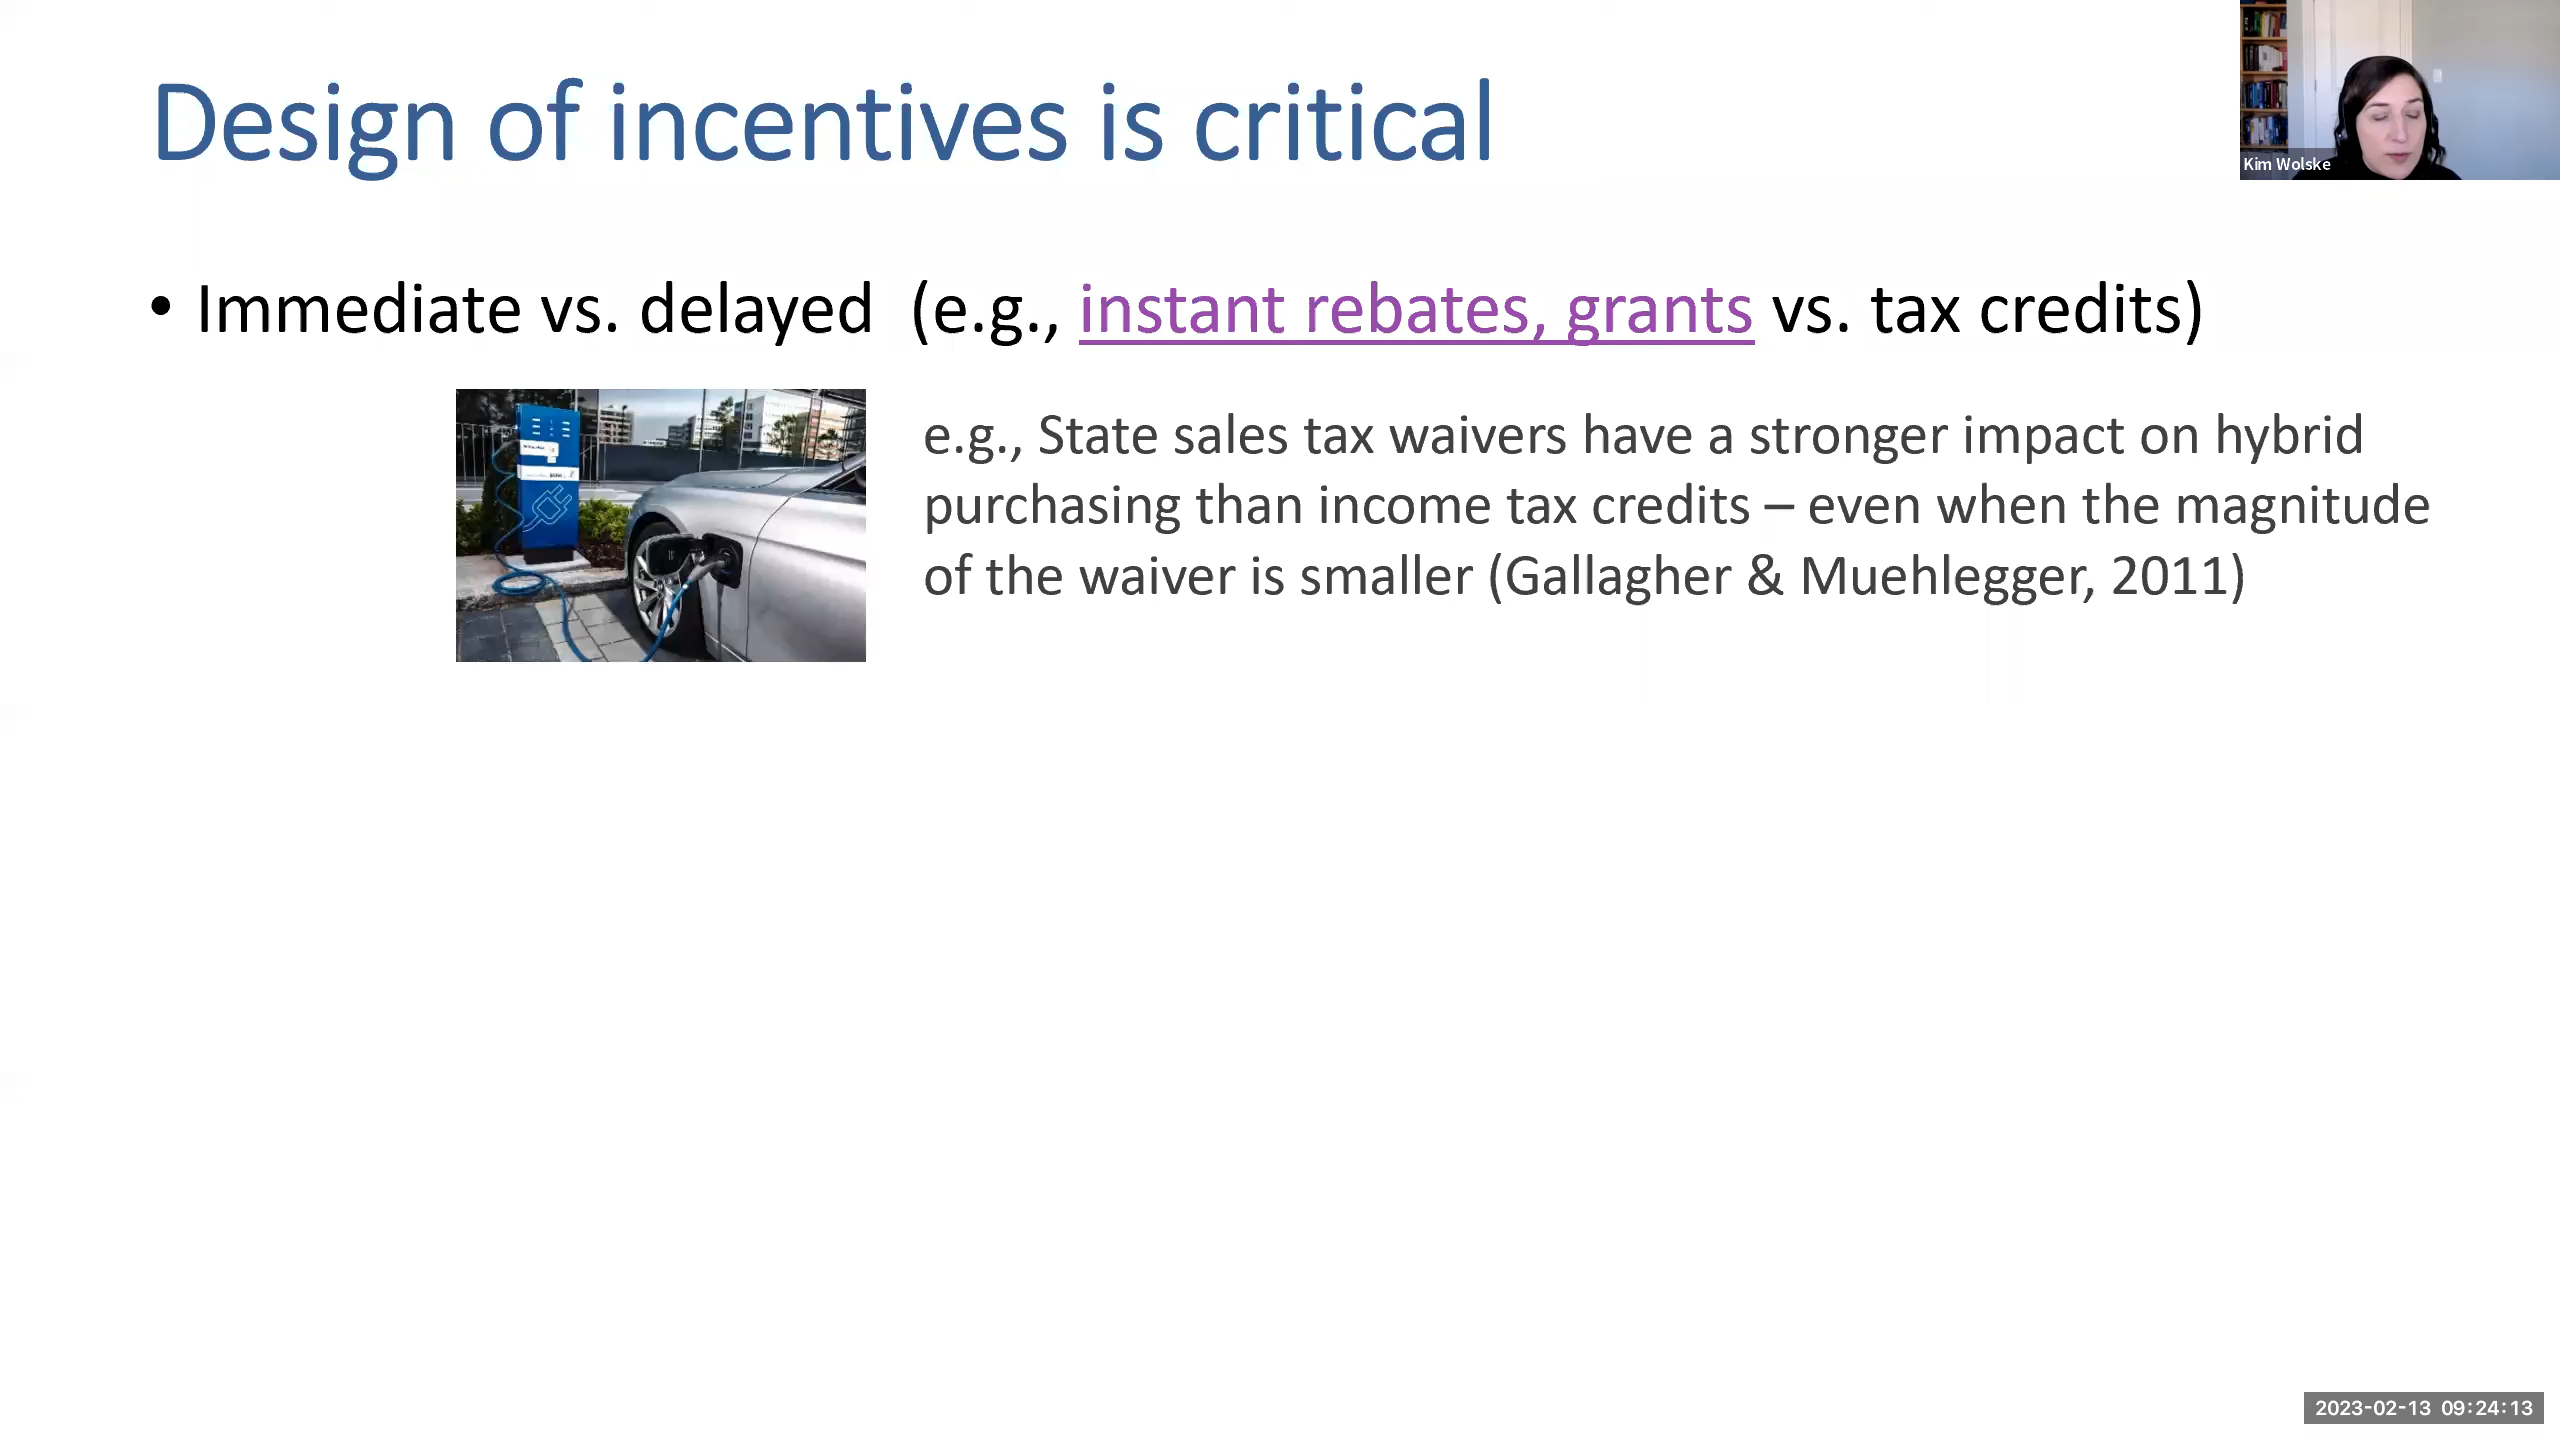 Design of incentives is critical
Kim Wolske
• Immediate vs. delayed (e.g., instant rebates, grants vs. tax credits)
e.g., State sales tax waivers have a stronger impact on hybrid
purchasing than income tax credits – even when the magnitude
of the waiver is smaller (Gallagher & Muehlegger, 2011)
2023-02-13 09:24:13